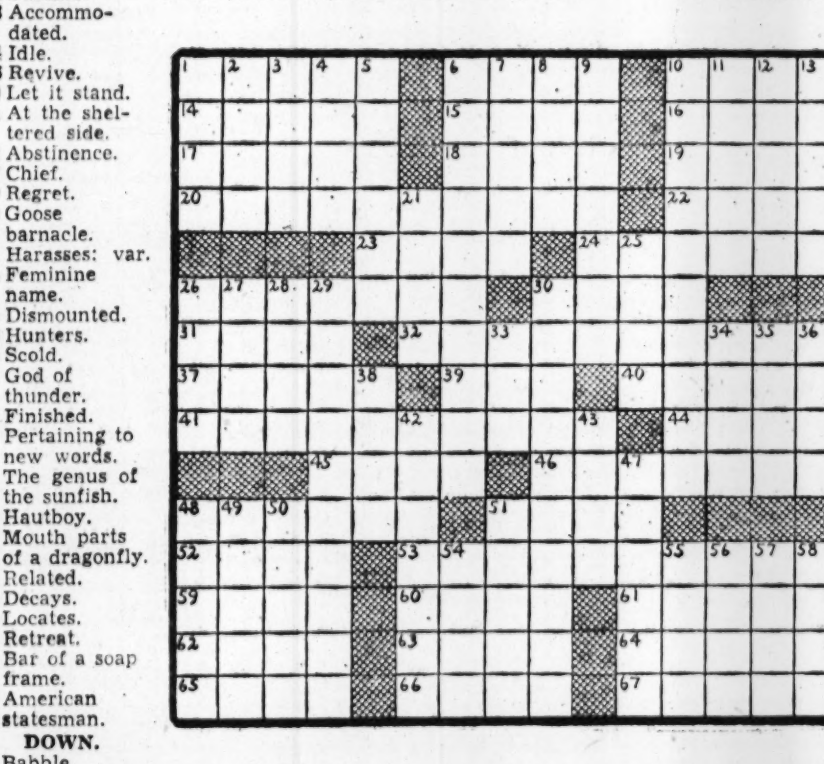 Accommo-
dated.
Idle.
Revive.
Let it stand.
At the shel-
tered side.
Abstinence.
Chief.
Regret.
Goose
barnacle.
Harasses: var.
Feminine
name.
Dismounted.
Hunters.
Scold.
God of
thunder.
Finished.
Pertaining to
new words.
The genus of
the sunfish.
Hautboy.
Mouth parts
of a dragonfly.
Related.
Decays.
Locates.
Retreat.
Bar of a soap
frame.
American
statesman.
DOWN.
Babble
1 2 3 4 5 6 7 8 9 10 11 12 13
14 15 16
17 18 19
20 21 22
23 24 25
26 27 28 29 30
31 32 33 34 35 36
37 38 39 40
41 42 43 44
45 46 47
48 49 50 51
52 53 54 55 56 57 58
59 60 61
62 63 64
65 66 67